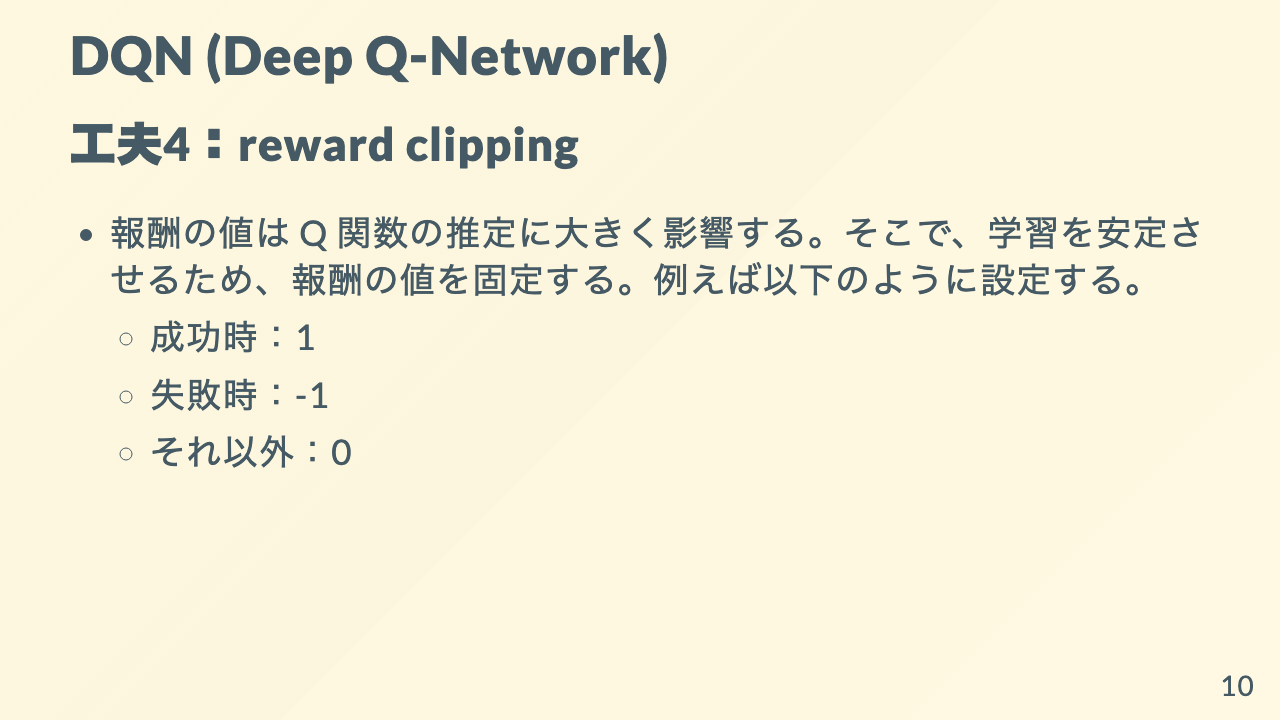 DQN (Deep Q-Network)
工夫4：reward clipping
• 報酬の値は Q 関数の推定に大きく影響する。そこで、学習を安定さ
せるため、報酬の値を固定する。例えば以下のように設定する。
○ 成功時：1
○ 失敗時：-1
○ それ以外：0
10